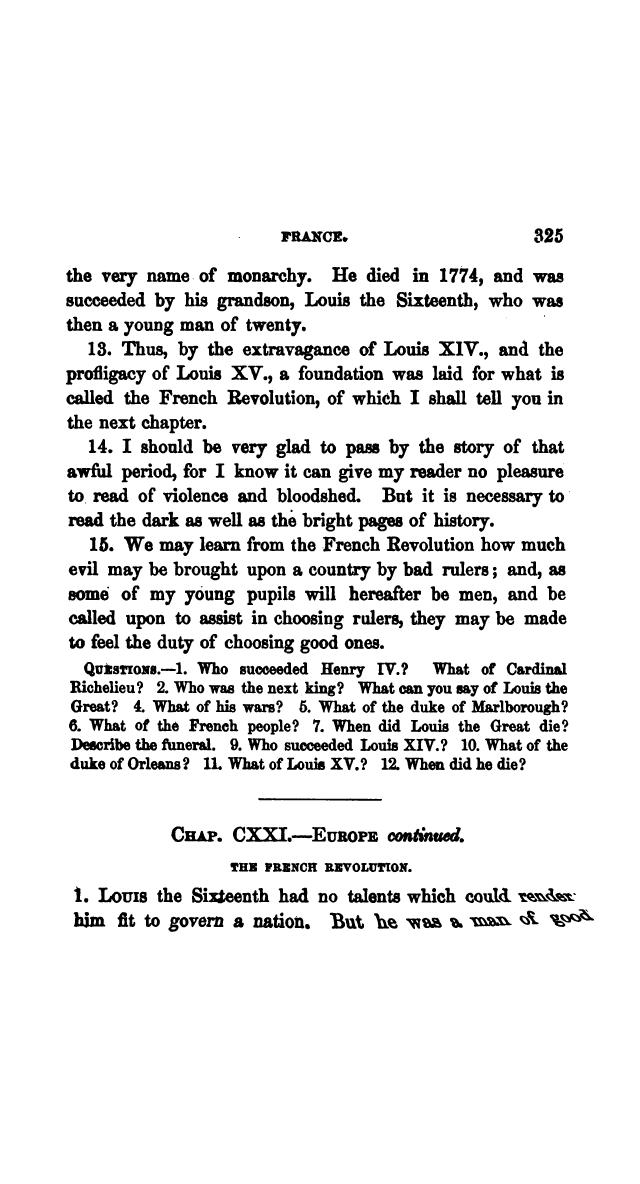 FRANCE. 325
the very name of monarchy. He died in 1774, and was
succeeded by his grandson, Louis the Sixteenth, who was
then a young man of twenty.
13. Thus, by the extravagance of Louis XIV., and the
profligacy of Louis XV., a foundation was laid for what is
called the French Revolution, of which I shall tell you in
the next chapter.
14. I should be very glad to pass by the story of that
awful period, for I know it can give my reader no pleasure
to read of violence and bloodshed. But it is necessary to
read the dark as well as the bright pages of history.
15. We may learn from the French Revolution how much
evil may be brought upon a country by bad rulers; and, as
some of my young pupils will hereafter be men, and be
called upon to assist in choosing rulers, they may be made
to feel the duty of choosing good ones.
QUESTIONS.—1. Who succeeded Henry IV.? What of Cardinal
Richelieu? 2. Who was the next king? What can you say of Louis the
Great? 4. What of his wars? 5. What of the duke of Marlborough?
6. What of the French people? 7. When did Louis the Great die?
Describe the funeral. 9. Who succeeded Louis XIV.? 10. What of the
duke of Orleans? 11. What of Louis XV.? 12. When did he die?
CHAP. CXXI.—EUROPE continued.
THE FRENCH REVOLUTION.
1. LOUIS the Sixteenth had no talents which could render
him fit to govern a nation. But he was a man of good